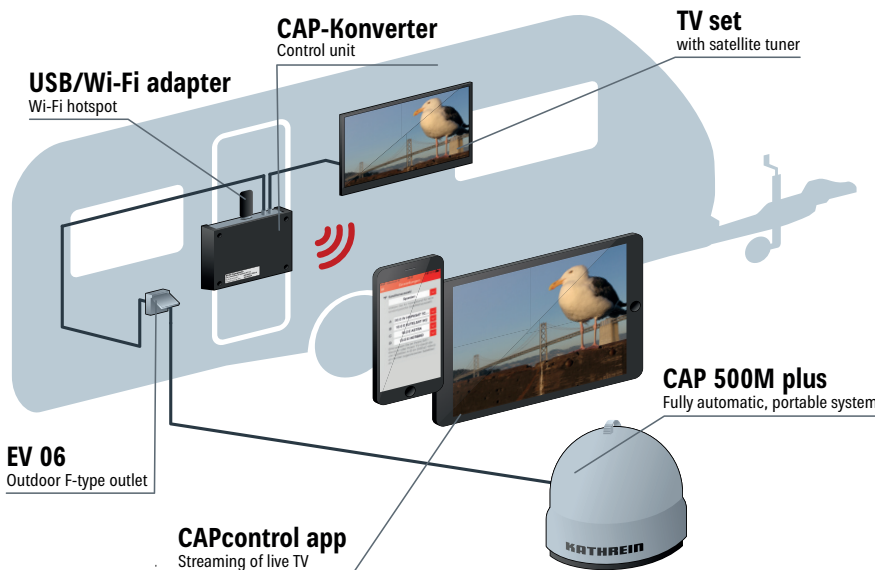 CAP-Konverter
Control unit
TV set
with satellite tuner
USB/Wi-Fi adapter
Wi-Fi hotspot
CAP 500M plus
Fully automatic, portable system
EV 06
Outdoor F-type outlet
CAPcontrol app
Streaming of live TV
KATHREIN